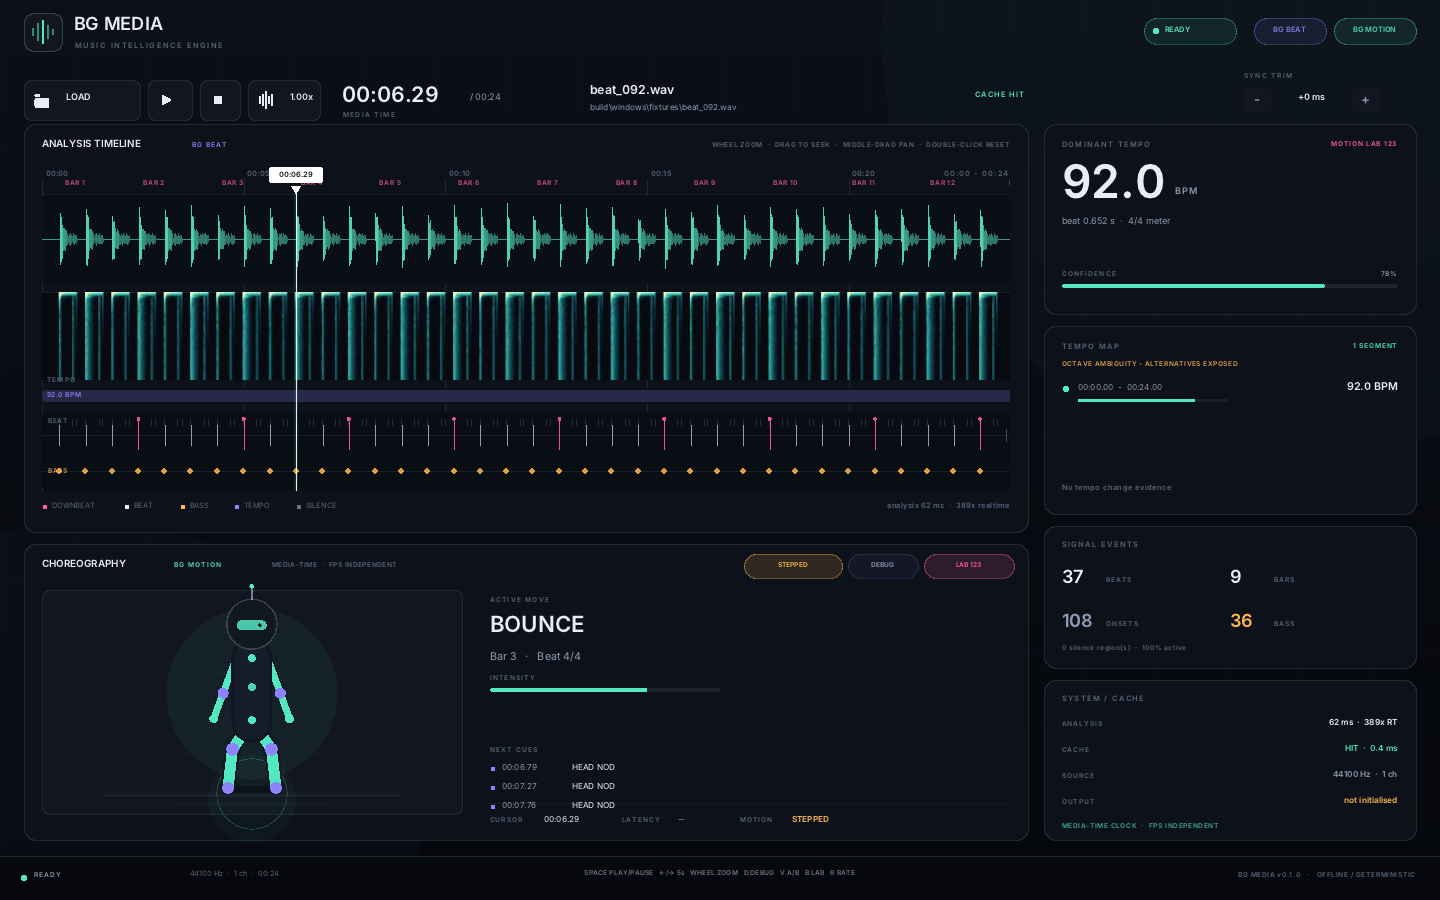 BG MEDIA
MUSIC INTELLIGENCE ENGINE
READY
BG BEAT
BG MOTION
LOAD
1.00x
00:06.29
/ 00:24
MEDIA TIME
beat_092.wav
build\windows\fixtures\beat_092.wav
CACHE HIT
SYNC TRIM
- +0 ms +
ANALYSIS TIMELINE
BG BEAT
WHEEL ZOOM · DRAG TO SEEK · MIDDLE-DRAG PAN · DOUBLE-CLICK RESET
00:06.29
00:00 00:10 00:15 00:20 00:00 - 00:24
BAR 1 BAR 2 BAR 3 BAR 5 BAR 6 BAR 7 BAR 8 BAR 9 BAR 10 BAR 11 BAR 12
TEMPO
92.0 BPM
BEAT
BASS
DOWNBEAT BEAT BASS TEMPO SILENCE
analysis 62 ms · 389x realtime
DOMINANT TEMPO
MOTION LAB 123
92.0 BPM
beat 0.652 s · 4/4 meter
CONFIDENCE 78%
TEMPO MAP
1 SEGMENT
OCTAVE AMBIGUITY - ALTERNATIVES EXPOSED
00:00.00 - 00:24.00 92.0 BPM
No tempo change evidence
SIGNAL EVENTS
37 BEATS 9 BARS
108 ONSETS 36 BASS
0 silence region(s) · 100% active
CHOREOGRAPHY
BG MOTION
MEDIA-TIME · FPS INDEPENDENT
STEPPED
DEBUG
LAB 123
ACTIVE MOVE
BOUNCE
Bar 3 · Beat 4/4
INTENSITY
NEXT CUES
00:06.79 HEAD NOD
00:07.27 HEAD NOD
00:07.76 HEAD NOD
CURSOR 00:06.29 LATENCY -- MOTION STEPPED
SYSTEM / CACHE
ANALYSIS 62 ms · 389x RT
CACHE HIT · 0.4 ms
SOURCE 44100 Hz · 1 ch
OUTPUT not initialised
MEDIA-TIME CLOCK · FPS INDEPENDENT
READY
44100 Hz · 1 ch · 00:24
SPACE PLAY/PAUSE ←/→ 5s WHEEL ZOOM D DEBUG V A/B B LAB R RATE
BG MEDIA v0.1.0 · OFFLINE / DETERMINISTIC